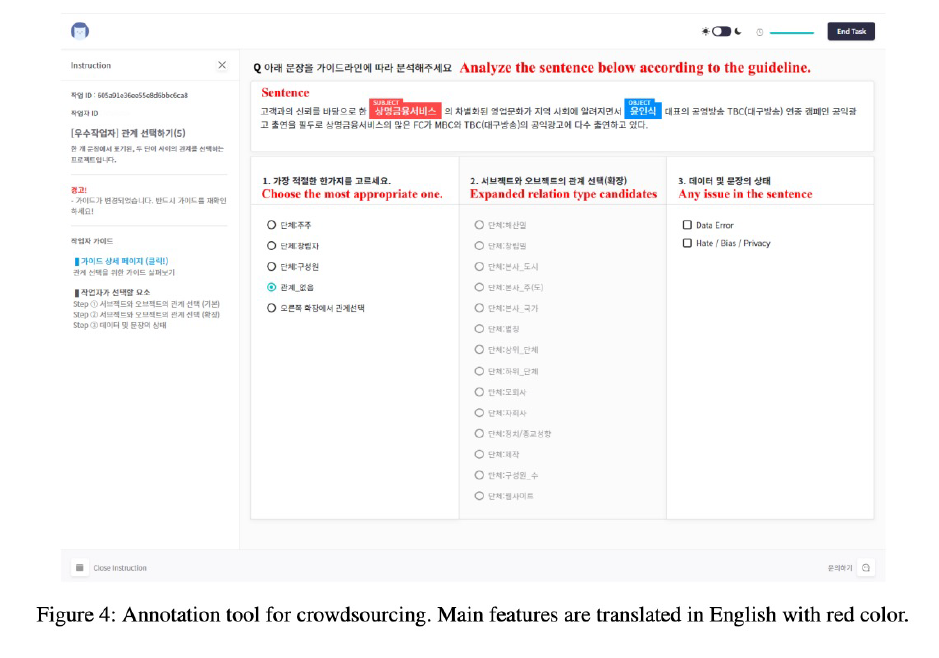 End Task
Instruction
작업 ID : 605a91e36ee55e8d5bbc6ca8
작업자 ID
[우수작업자] 관계 선택하기(S)
한 개 문장에서 표기된, 두 단어 사이의 관계를 선택하는
프로젝트입니다.
경고!
- 가이드가 변경되었습니다. 반드시 가이드를 재확인
하세요!
작업자 가이드
가이드 상세 페이지 (클릭!)
관계 선택을 위한 가이드 살펴보기
작업자가 선택할 요소
Step ① 서브젝트와 오브젝트의 관계 선택 (기본)
Step ② 서브젝트와 오브젝트의 관계 선택 (확장)
Step ③ 데이터 및 문장의 상태
Q 아래 문장을 가이드라인에 따라 분석해주세요 Analyze the sentence below according to the guideline.
Sentence
SUBJECT OBJECT
고객과의 신뢰를 바탕으로 한 상명금융서비스 의 차별화된 영업문화가 지역 사회에 알려지면서 윤인식 대표의 공영방송 TBC(대구방송) 연중 캠페인 공익광
고 출연을 필두로 상명금융서비스의 많은 FC가 MBC와 TBC(대구방송)의 공익광고에 다수 출연하고 있다.
1. 가장 적절한 한가지를 고르세요.
Choose the most appropriate one.
단체:주주
단체:창립자
단체:구성원
관계_없음
오른쪽 확장에서 관계선택
2. 서브젝트와 오브젝트의 관계 선택(확장)
Expanded relation type candidates
단체:해산일
단체:창립일
단체:본사_도시
단체:본사_주(도)
단체:본사_국가
단체:별칭
단체:상위_단체
단체:하위_단체
단체:모회사
단체:자회사
단체:정치/종교성향
단체:제작
단체:구성원_수
단체:웹사이트
3. 데이터 및 문장의 상태
Any issue in the sentence
Data Error
Hate / Bias / Privacy
Close Instruction
문의하기
Figure 4: Annotation tool for crowdsourcing. Main features are translated in English with red color.